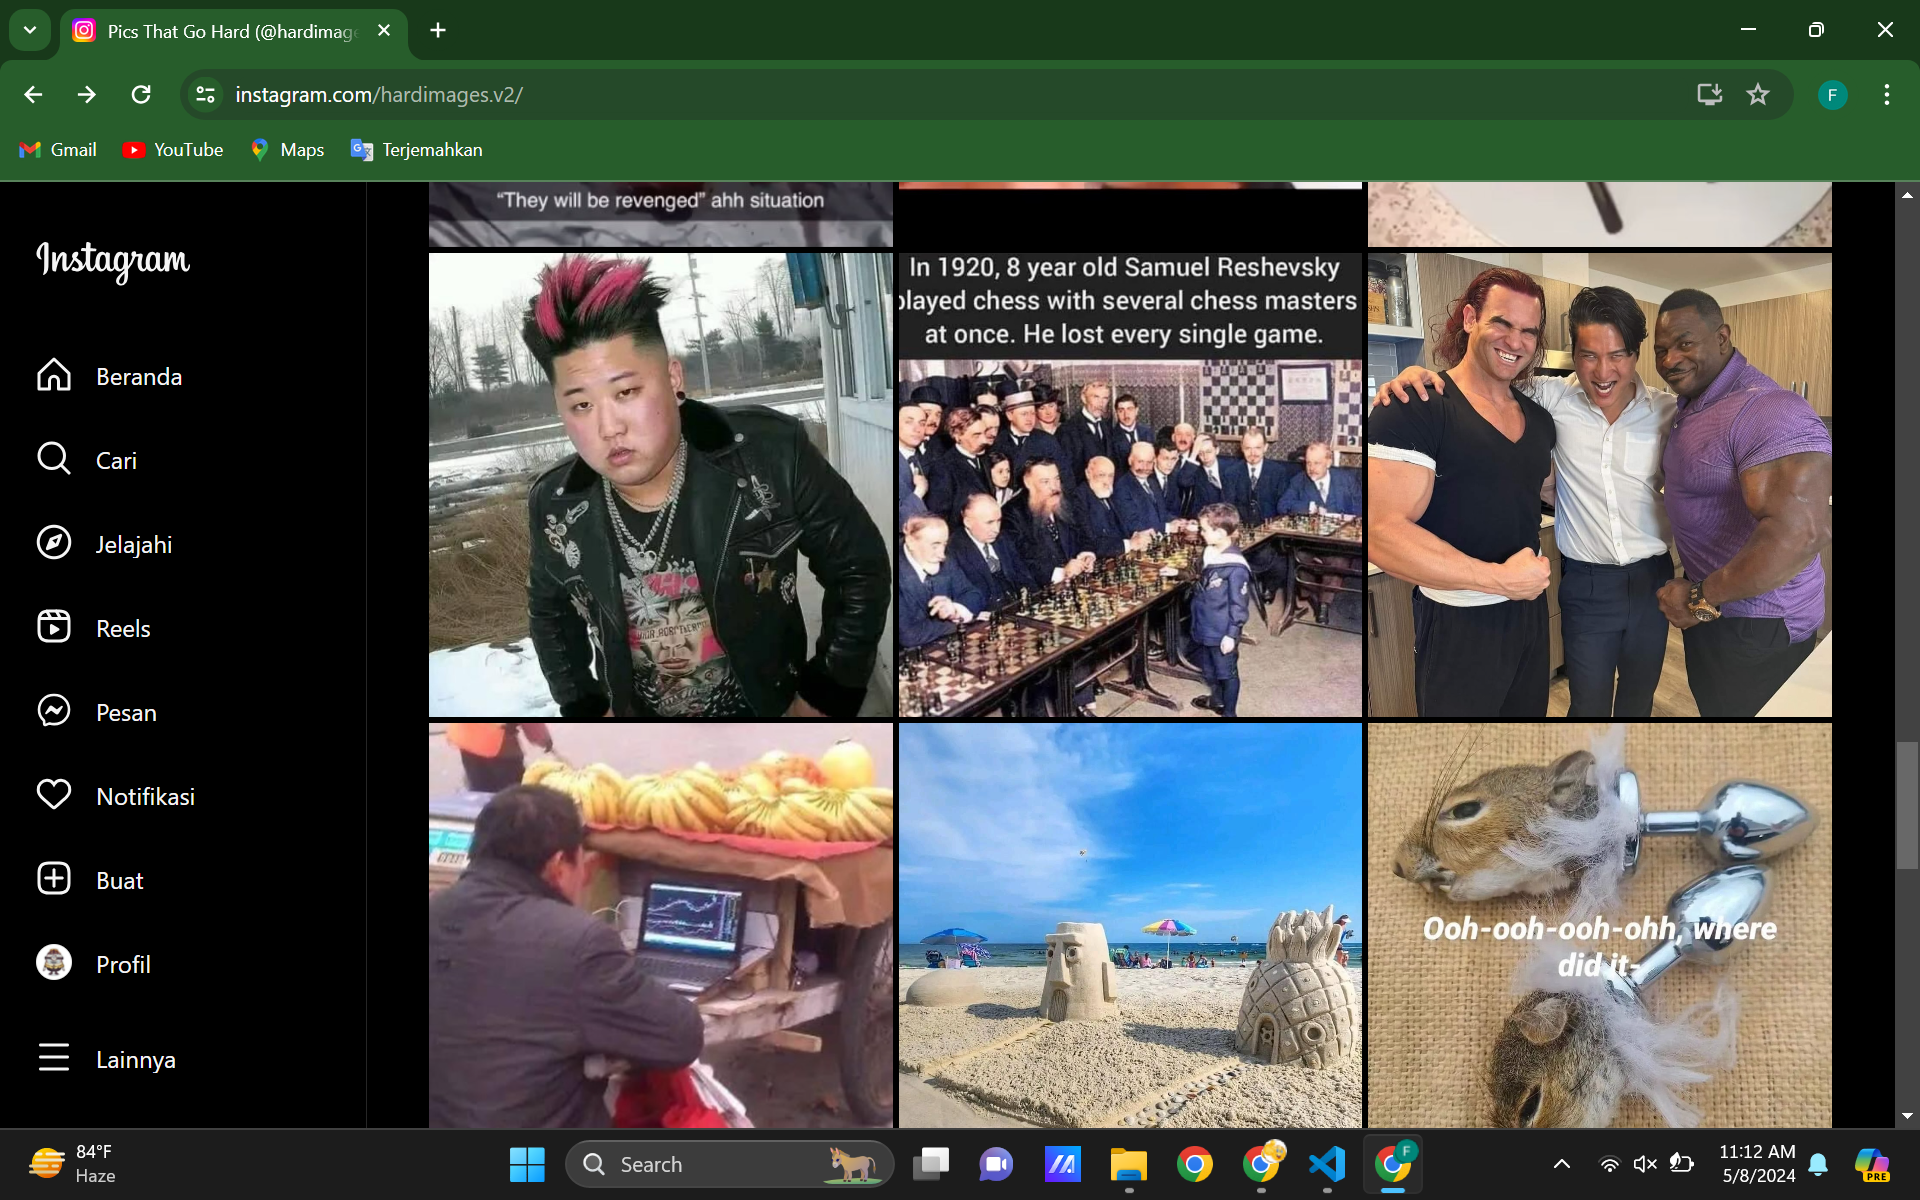 Pics That Go Hard (@hardimage
instagram.com/hardimages.v2/
F
Gmail
YouTube
Maps
Terjemahkan
Instagram
Beranda
Cari
Jelajahi
Reels
Pesan
Notifikasi
Buat
Profil
Lainnya
“They will be revenged” ahh situation
In 1920, 8 year old Samuel Reshevsky
played chess with several chess masters
at once. He lost every single game.
Ooh-ooh-ooh-ohh, where
did it-
84°F
Haze
Search
F
11:12 AM
5/8/2024
PRE